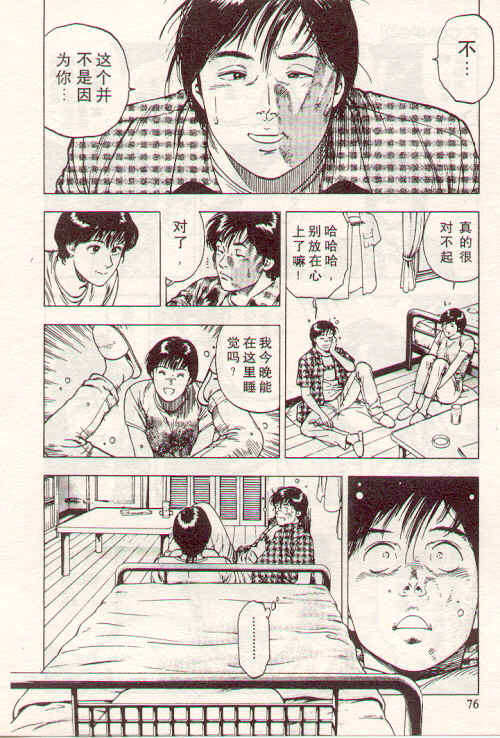 不…
这个并
不是因
为你…
真的很
对不起
哈哈哈，
别放在心
上了嘛！
对了，
我今晚能
在这里睡
觉吗？
…………
76